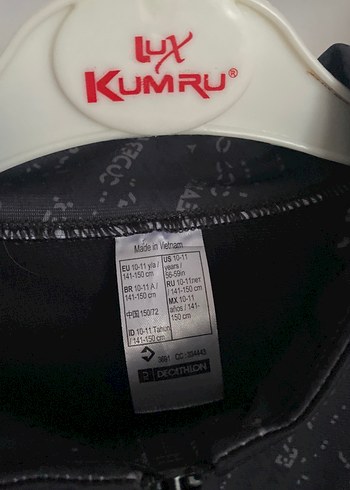 Lux
KUMRU®
Made in Vietnam
EU 10-11 y/a /
141-150 cm
BR 10-11 A /
141-150 cm
中国 150/72
ID 10-11 Tahun
/ 141-150 cm
US 10-11
years /
56-59in
RU 10-11лет
/ 141-150 cm
MX 10-11
años / 141-
150 cm
DECATHLON